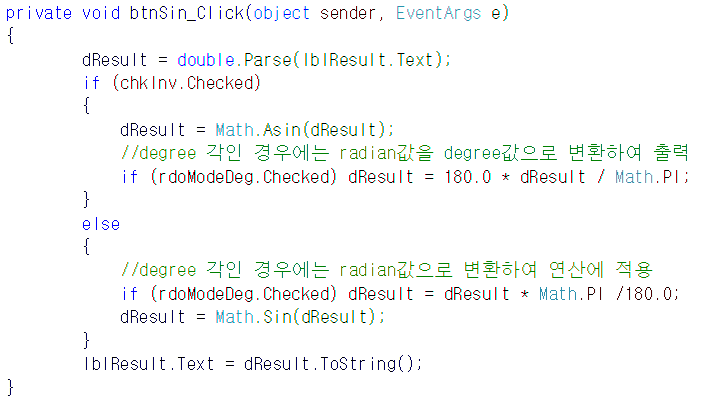 private void btnSin_Click(object sender, EventArgs e)
{
dResult = double.Parse(lblResult.Text);
if (chkInv.Checked)
{
dResult = Math.Asin(dResult);
//degree 각인 경우에는 radian값을 degree값으로 변환하여 출력
if (rdoModeDeg.Checked) dResult = 180.0 * dResult / Math.PI;
}
else
{
//degree 각인 경우에는 radian값으로 변환하여 연산에 적용
if (rdoModeDeg.Checked) dResult = dResult * Math.PI /180.0;
dResult = Math.Sin(dResult);
}
lblResult.Text = dResult.ToString();
}